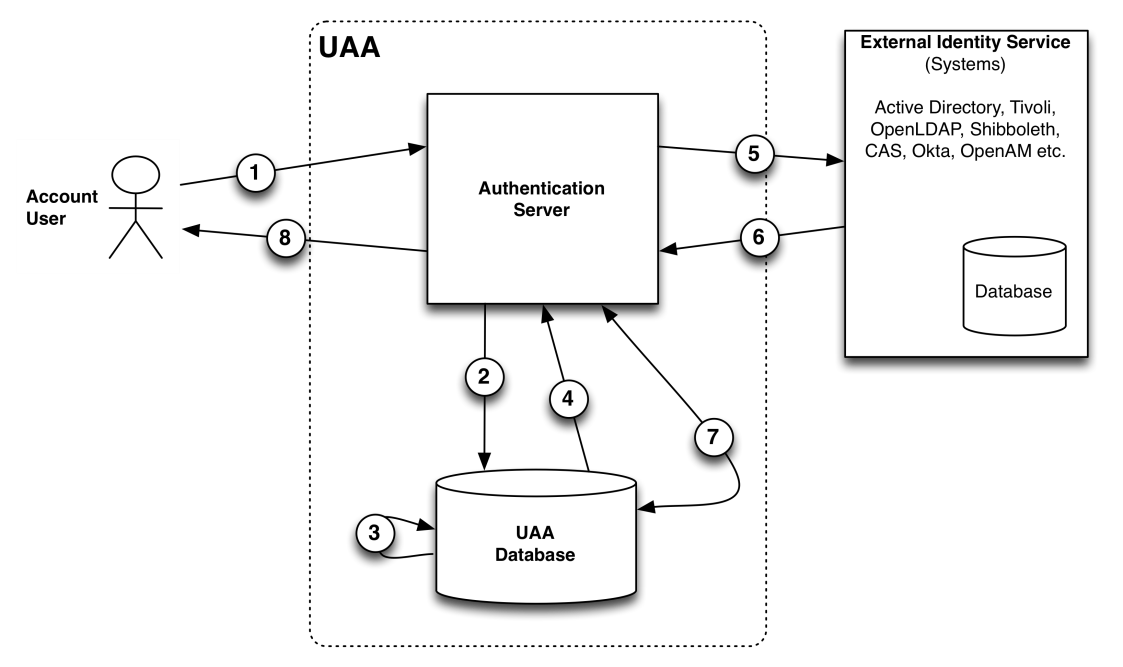 UAA
External Identity Service
(Systems)
Active Directory, Tivoli,
OpenLDAP, Shibboleth,
CAS, Okta, OpenAM etc.
Database
Account
User
Authentication
Server
1
8
5
6
2
4
7
3
UAA
Database